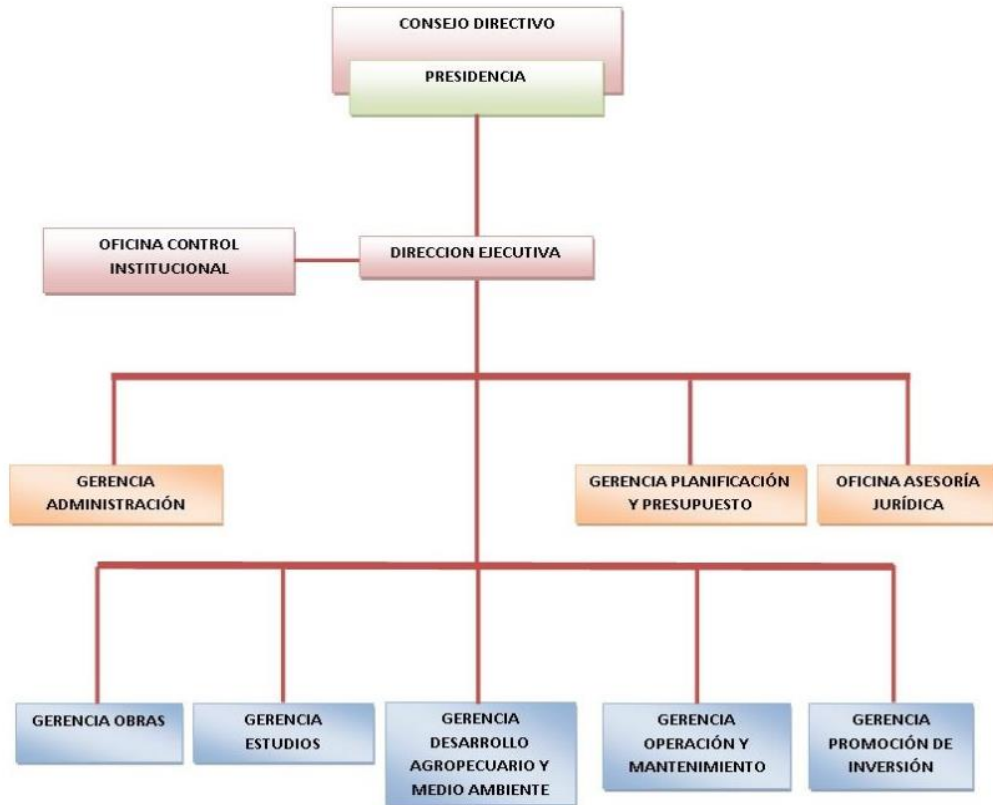 CONSEJO DIRECTIVO
PRESIDENCIA
OFICINA CONTROL
INSTITUCIONAL
DIRECCION EJECUTIVA
GERENCIA
ADMINISTRACIÓN
GERENCIA PLANIFICACIÓN
Y PRESUPUESTO
OFICINA ASESORÍA
JURÍDICA
GERENCIA OBRAS
GERENCIA
ESTUDIOS
GERENCIA
DESARROLLO
AGROPECUARIO Y
MEDIO AMBIENTE
GERENCIA
OPERACIÓN Y
MANTENIMIENTO
GERENCIA
PROMOCIÓN DE
INVERSIÓN